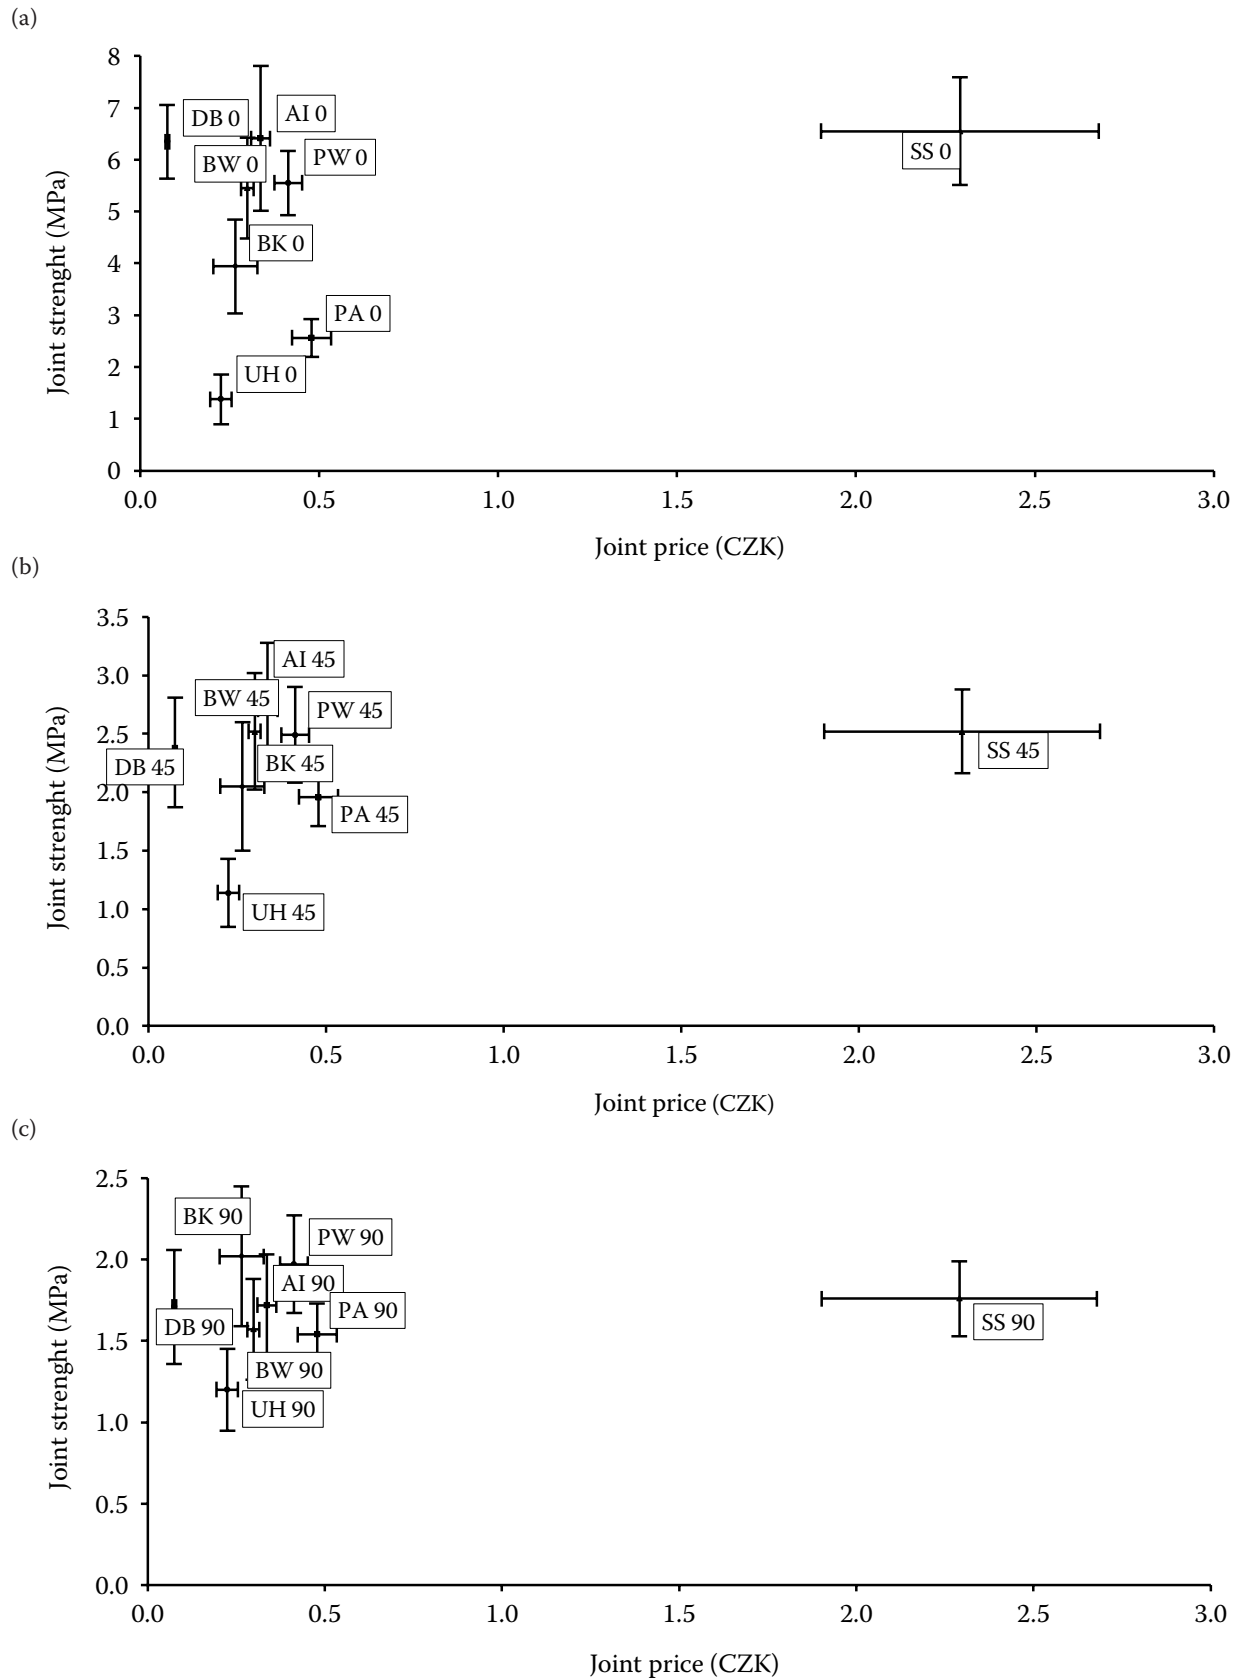 (a)
8
7
6
5
4
3
2
1
0
Joint strenght (MPa)
DB 0
AI 0
BW 0
PW 0
SS 0
BK 0
PA 0
UH 0
0.0 0.5 1.0 1.5 2.0 2.5 3.0
Joint price (CZK)
(b)
3.5
3.0
2.5
2.0
1.5
1.0
0.5
0.0
Joint strenght (MPa)
AI 45
BW 45
PW 45
SS 45
DB 45
BK 45
PA 45
UH 45
0.0 0.5 1.0 1.5 2.0 2.5 3.0
Joint price (CZK)
(c)
2.5
2.0
1.5
1.0
0.5
0.0
Joint strenght (MPa)
BK 90
PW 90
AI 90
PA 90
SS 90
DB 90
BW 90
UH 90
0.0 0.5 1.0 1.5 2.0 2.5 3.0
Joint price (CZK)